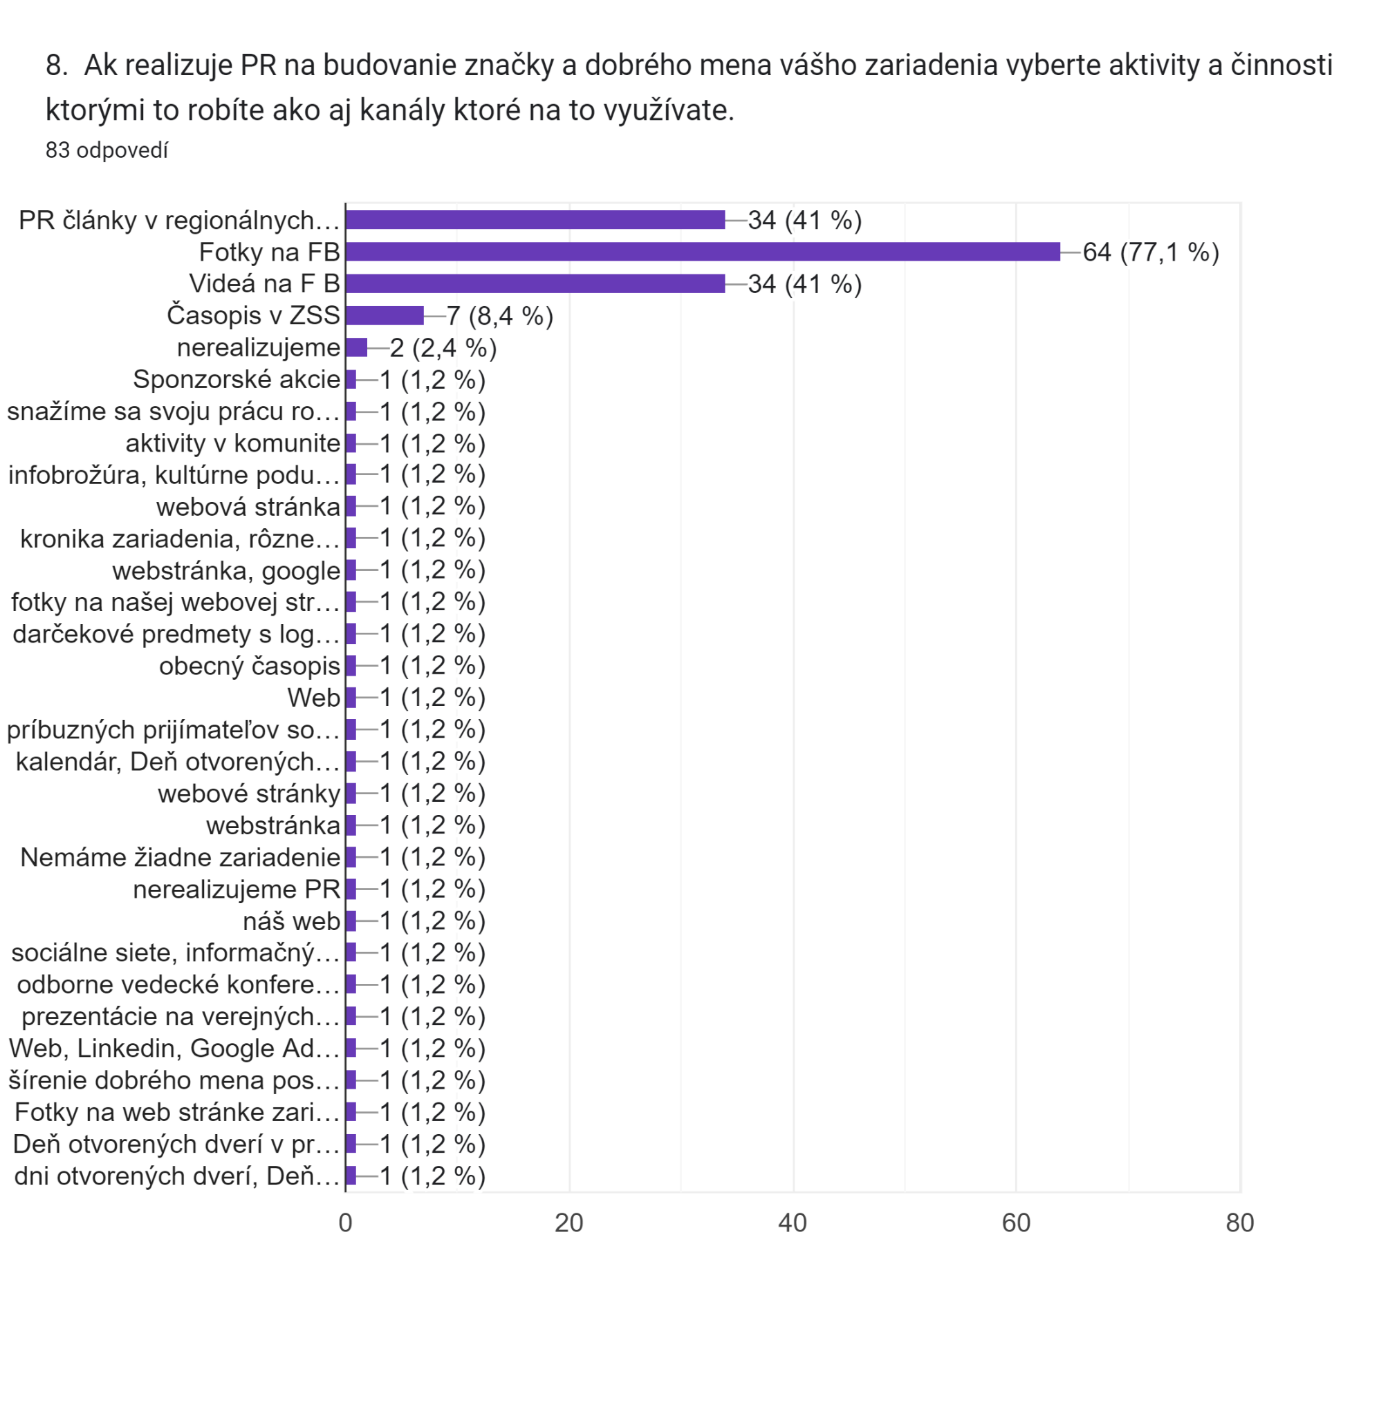 8.  Ak realizuje PR na budovanie značky a dobrého mena vášho zariadenia vyberte aktivity a činnosti
ktorými to robíte ako aj kanály ktoré na to využívate.
83 odpovedí
PR články v regionálnych… 34 (41 %)
Fotky na FB 64 (77,1 %)
Videá na F B 34 (41 %)
Časopis v ZSS 7 (8,4 %)
nerealizujeme 2 (2,4 %)
Sponzorské akcie 1 (1,2 %)
snažíme sa svoju prácu ro… 1 (1,2 %)
aktivity v komunite 1 (1,2 %)
infobrožúra, kultúrne podu… 1 (1,2 %)
webová stránka 1 (1,2 %)
kronika zariadenia, rôzne… 1 (1,2 %)
webstránka, google 1 (1,2 %)
fotky na našej webovej str… 1 (1,2 %)
darčekové predmety s log… 1 (1,2 %)
obecný časopis 1 (1,2 %)
Web 1 (1,2 %)
príbuzných prijímateľov so… 1 (1,2 %)
kalendár, Deň otvorených… 1 (1,2 %)
webové stránky 1 (1,2 %)
webstránka 1 (1,2 %)
Nemáme žiadne zariadenie 1 (1,2 %)
nerealizujeme PR 1 (1,2 %)
náš web 1 (1,2 %)
sociálne siete, informačný… 1 (1,2 %)
odborne vedecké konfere… 1 (1,2 %)
prezentácie na verejných… 1 (1,2 %)
Web, Linkedin, Google Ad… 1 (1,2 %)
šírenie dobrého mena pos… 1 (1,2 %)
Fotky na web stránke zari… 1 (1,2 %)
Deň otvorených dverí v pr… 1 (1,2 %)
dni otvorených dverí, Deň… 1 (1,2 %)
0 20 40 60 80